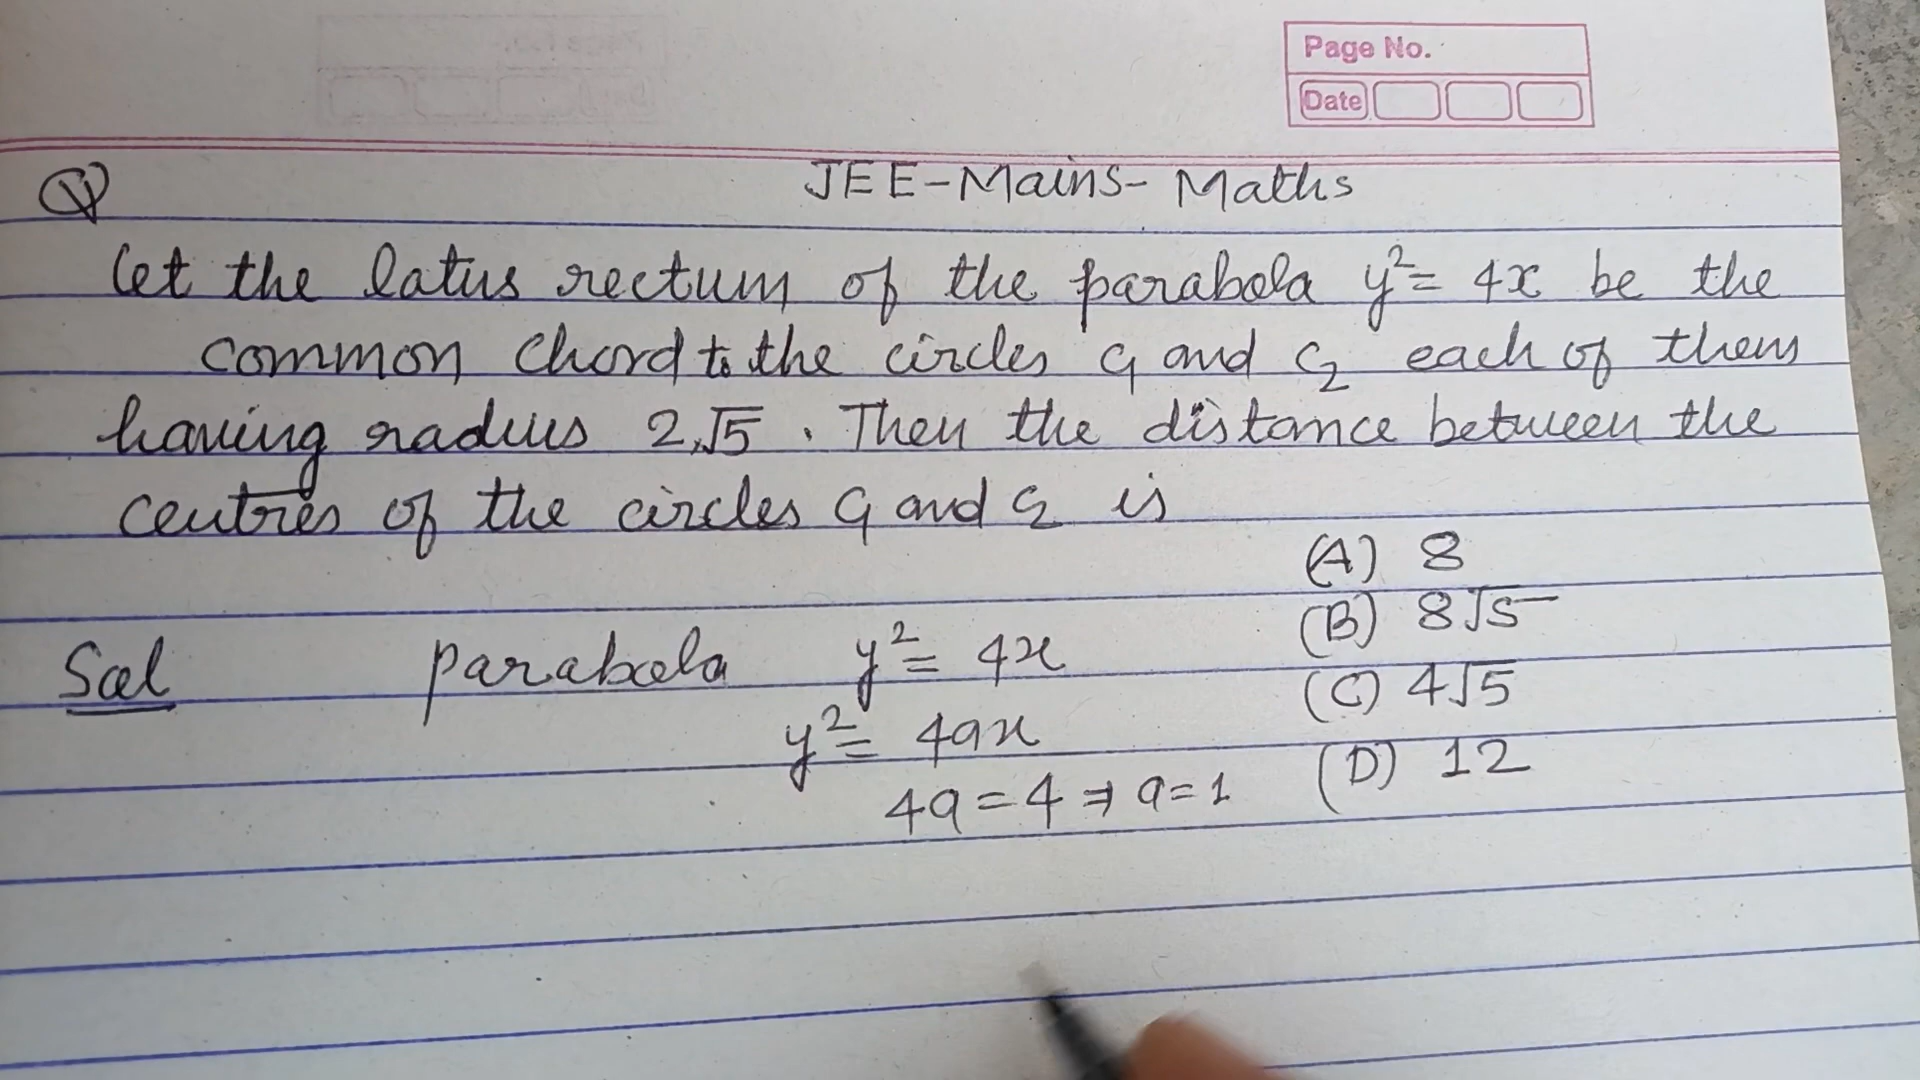 Page No.
Date
Q JEE-Mains-Maths
let the latus rectum of the parabola y²= 4x be the
common chord to the circles C₁ and C₂ each of them
having radius 2√5. Then the distance between the
centres of the circles C₁ and C₂ is
(A) 8
(B) 8√5
Sol parabola y²= 4x
(C) 4√5
y²= 4ax
(D) 12
4a=4 ⇒ a=1